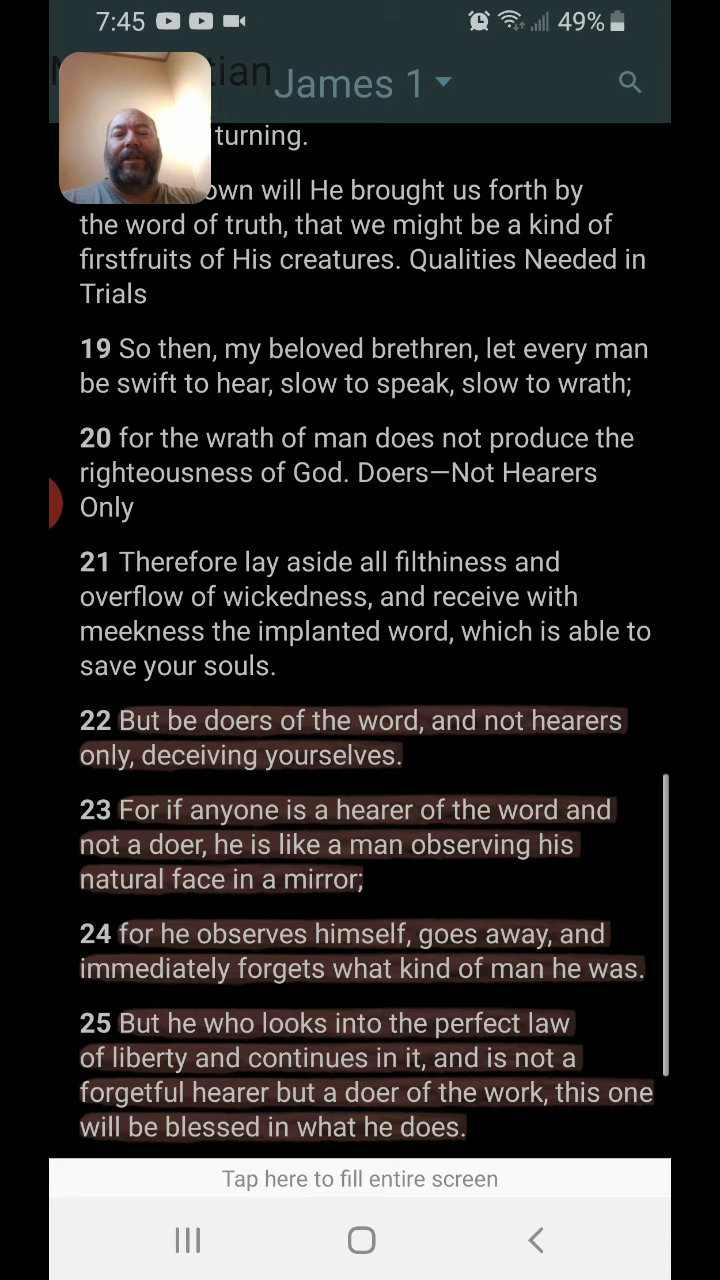 7:45 49%
tian
James 1
turning.
own will He brought us forth by
the word of truth, that we might be a kind of
firstfruits of His creatures. Qualities Needed in
Trials
19 So then, my beloved brethren, let every man
be swift to hear, slow to speak, slow to wrath;
20 for the wrath of man does not produce the
righteousness of God. Doers—Not Hearers
Only
21 Therefore lay aside all filthiness and
overflow of wickedness, and receive with
meekness the implanted word, which is able to
save your souls.
22 But be doers of the word, and not hearers
only, deceiving yourselves.
23 For if anyone is a hearer of the word and
not a doer, he is like a man observing his
natural face in a mirror;
24 for he observes himself, goes away, and
immediately forgets what kind of man he was.
25 But he who looks into the perfect law
of liberty and continues in it, and is not a
forgetful hearer but a doer of the work, this one
will be blessed in what he does.
Tap here to fill entire screen